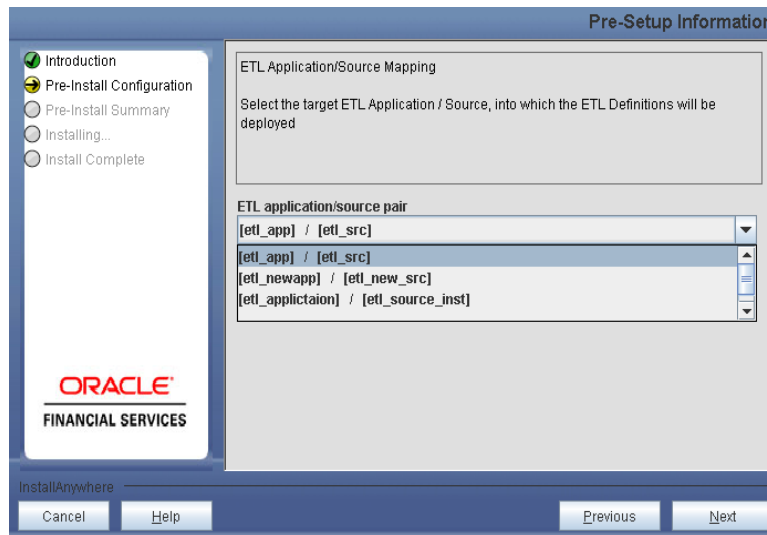 Pre-Setup Information
Introduction
Pre-Install Configuration
Pre-Install Summary
Installing...
Install Complete
ORACLE
FINANCIAL SERVICES
ETL Application/Source Mapping
Select the target ETL Application / Source, into which the ETL Definitions will be
deployed
ETL application/source pair
[etl_app] / [etl_src]
[etl_app] / [etl_src]
[etl_newapp] / [etl_new_src]
[etl_applictaion] / [etl_source_inst]
InstallAnywhere
Cancel
Help
Previous
Next